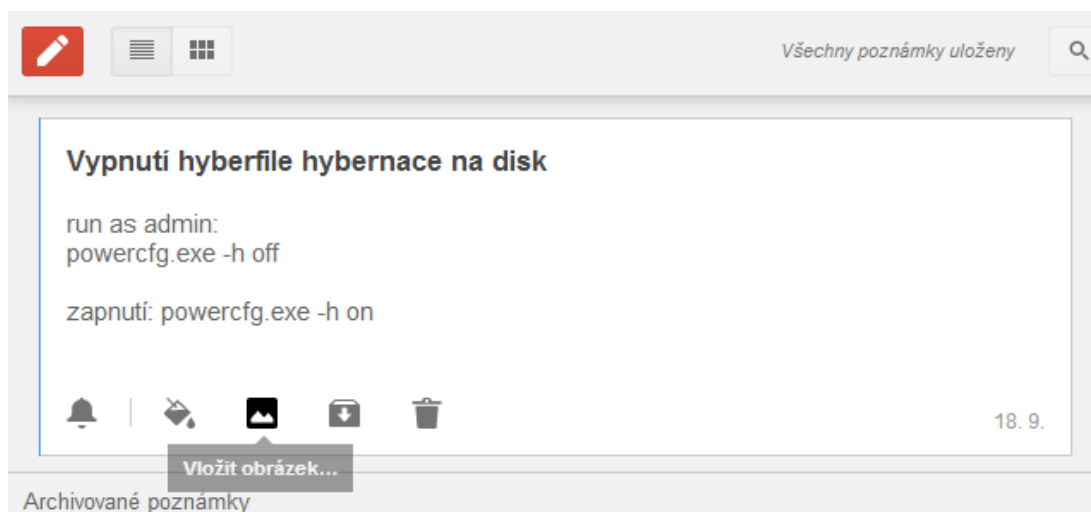 Všechny poznámky uloženy
Vypnutí hyberfile hybernace na disk
run as admin:
powercfg.exe -h off
zapnutí: powercfg.exe -h on
18. 9.
Vložit obrázek...
Archivované poznámky